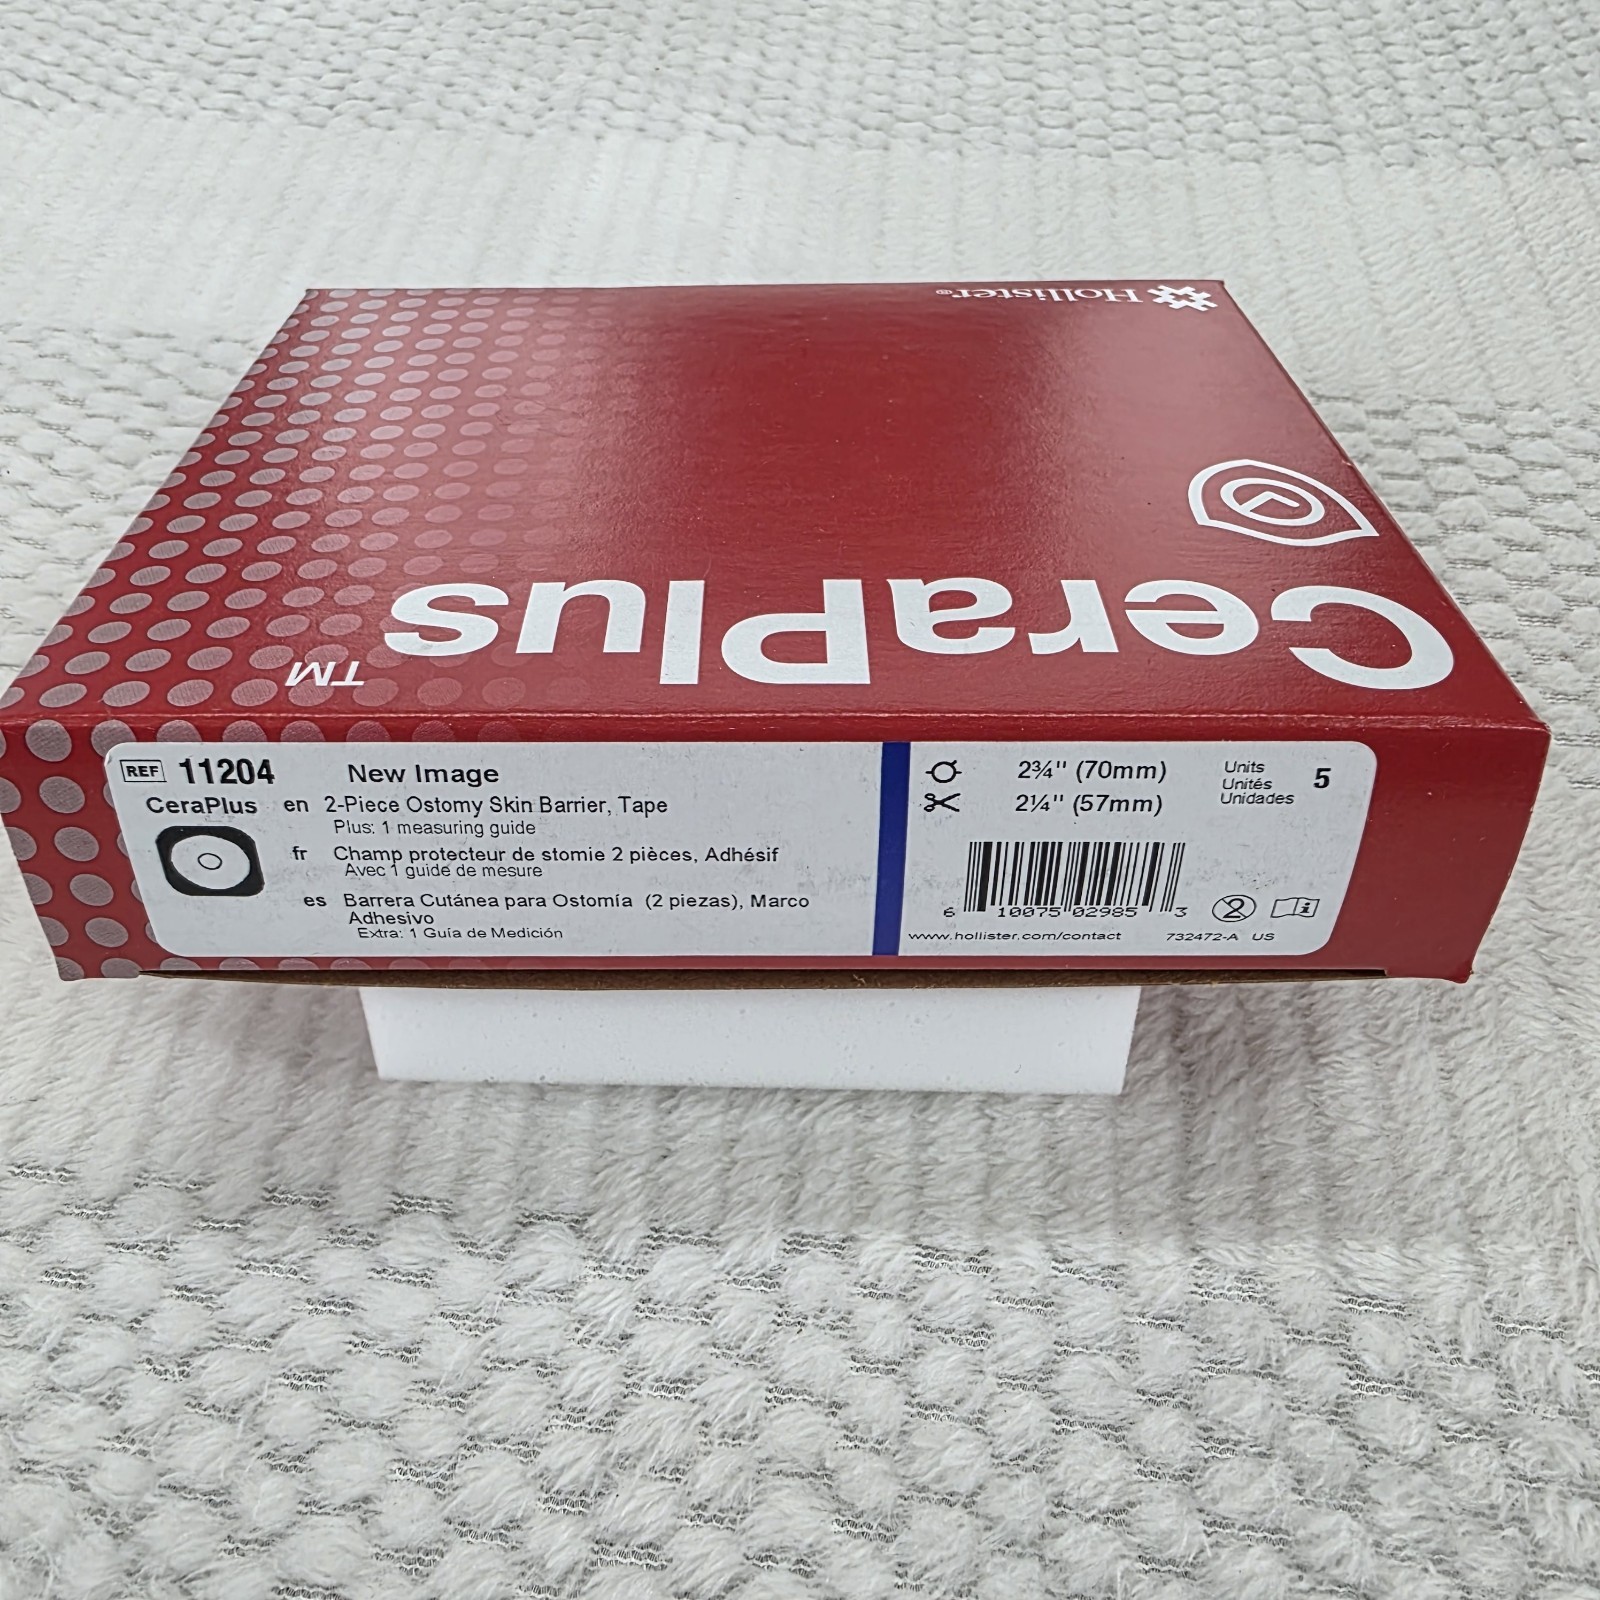 Hollister®
CeraPlus™
REF 11204
New Image
CeraPlus
en 2-Piece Ostomy Skin Barrier, Tape
Plus: 1 measuring guide
fr Champ protecteur de stomie 2 pièces, Adhésif
Avec 1 guide de mesure
es Barrera Cutánea para Ostomía (2 piezas), Marco
Adhesivo
Extra: 1 Guía de Medición
2¾" (70mm)
2¼" (57mm)
Units
Unités
Unidades
5
6 10075 02985 3
2
www.hollister.com/contact
732472-A US